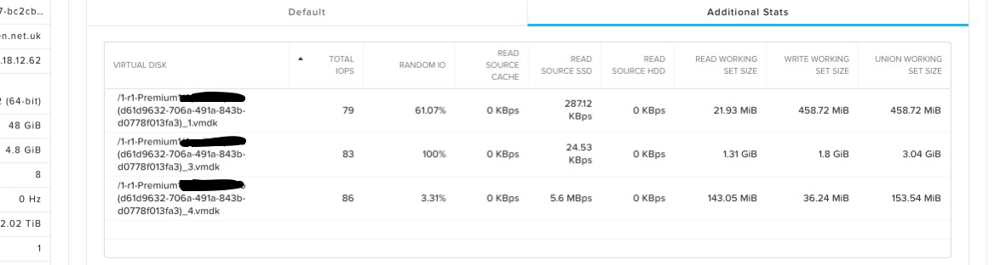 7-bc2cb...
n.net.uk
.18.12.62
2 (64-bit)
48 GiB
4.8 GiB
8
0 Hz
2.02 TiB
1
Default
Additional Stats
VIRTUAL DISK
TOTAL
IOPS
RANDOM IO
READ
SOURCE
CACHE
READ
SOURCE SSD
READ
SOURCE HDD
READ WORKING
SET SIZE
WRITE WORKING
SET SIZE
UNION WORKING
SET SIZE
/1-r1-Premium1
(d61d9632-706a-491a-843b-
d0778f013fa3)_1.vmdk
79
61.07%
0 KBps
287.12
KBps
0 KBps
21.93 MiB
458.72 MiB
458.72 MiB
/1-r1-Premium1
(d61d9632-706a-491a-843b-
d0778f013fa3)_3.vmdk
83
100%
0 KBps
24.53
KBps
0 KBps
1.31 GiB
1.8 GiB
3.04 GiB
/1-r1-Premium1
(d61d9632-706a-491a-843b-
d0778f013fa3)_4.vmdk
86
3.31%
0 KBps
5.6 MBps
0 KBps
143.05 MiB
36.24 MiB
153.54 MiB